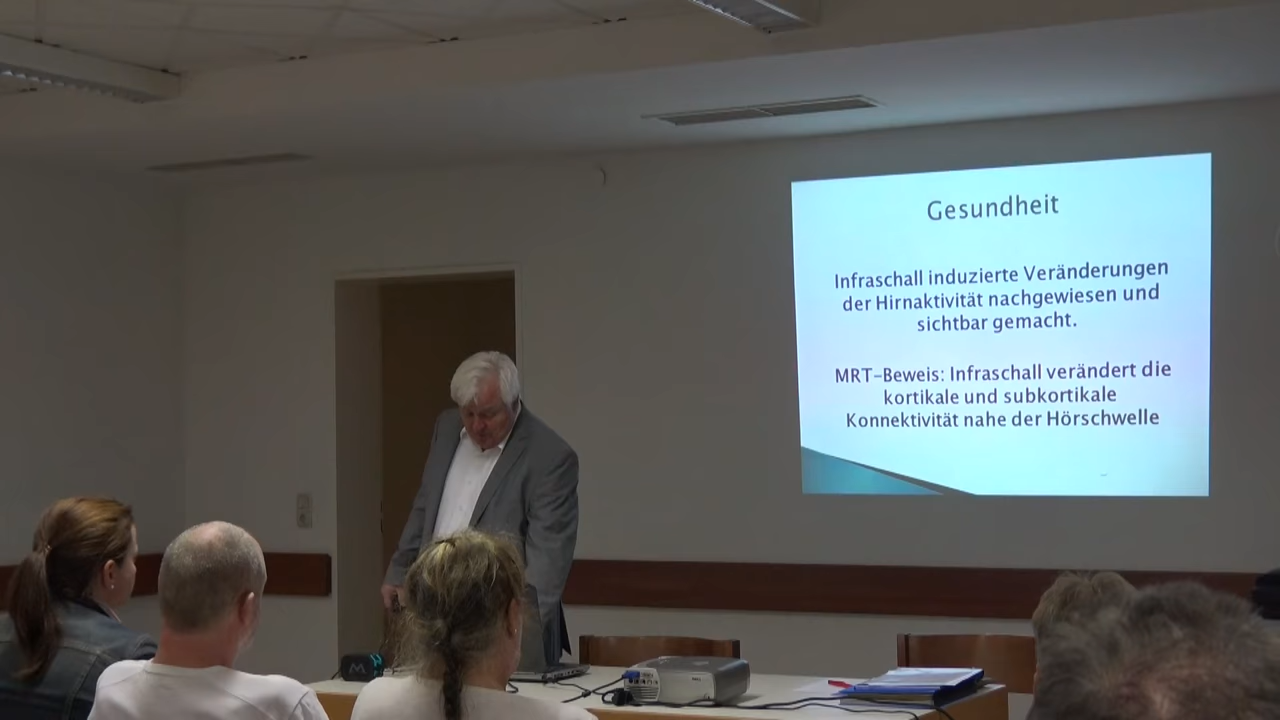 Gesundheit
Infraschall induzierte Veränderungen
der Hirnaktivität nachgewiesen und
sichtbar gemacht.
MRT-Beweis: Infraschall verändert die
kortikale und subkortikale
Konnektivität nahe der Hörschwelle